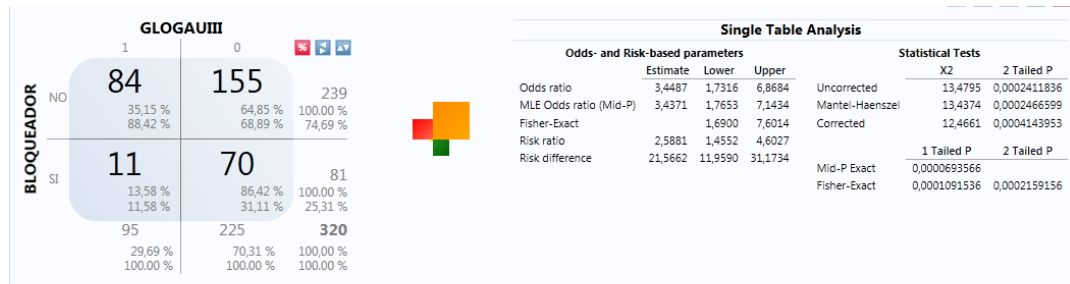 GLOGAUIII
1 0
%
BLOQUEADOR
NO 84 155 239
35,15 % 64,85 % 100.00 %
88,42 % 68,89 % 74,69 %
SI 11 70 81
13,58 % 86,42 % 100.00 %
11,58 % 31,11 % 25,31 %
95 225 320
29,69 % 70,31 % 100,00 %
100.00 % 100.00 % 100.00 %
Single Table Analysis
Odds- and Risk-based parameters
Estimate Lower Upper
Odds ratio 3,4487 1,7316 6,8684
MLE Odds ratio (Mid-P) 3,4371 1,7653 7,1434
Fisher-Exact 1,6900 7,6014
Risk ratio 2,5881 1,4552 4,6027
Risk difference 21,5662 11,9590 31,1734
Statistical Tests
X2 2 Tailed P
Uncorrected 13,4795 0,0002411836
Mantel-Haenszel 13,4374 0,0002466599
Corrected 12,4661 0,0004143953
1 Tailed P 2 Tailed P
Mid-P Exact 0,0000693566
Fisher-Exact 0,0001091536 0,0002159156